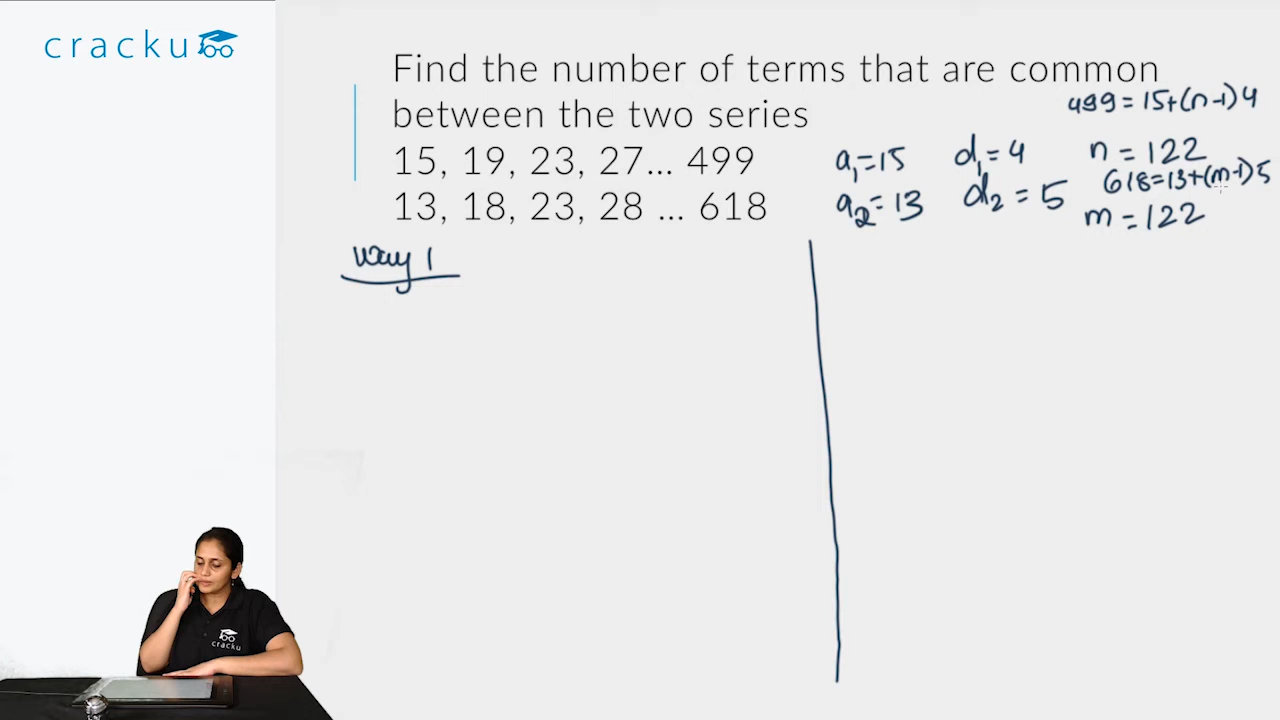 cracku
Find the number of terms that are common
between the two series
15, 19, 23, 27... 499
13, 18, 23, 28 ... 618
499 = 15+(n-1)4
a₁=15 d₁=4 n = 122
618=13+(m-1)5
a₂=13 d₂=5 m = 122
Way 1
cracku